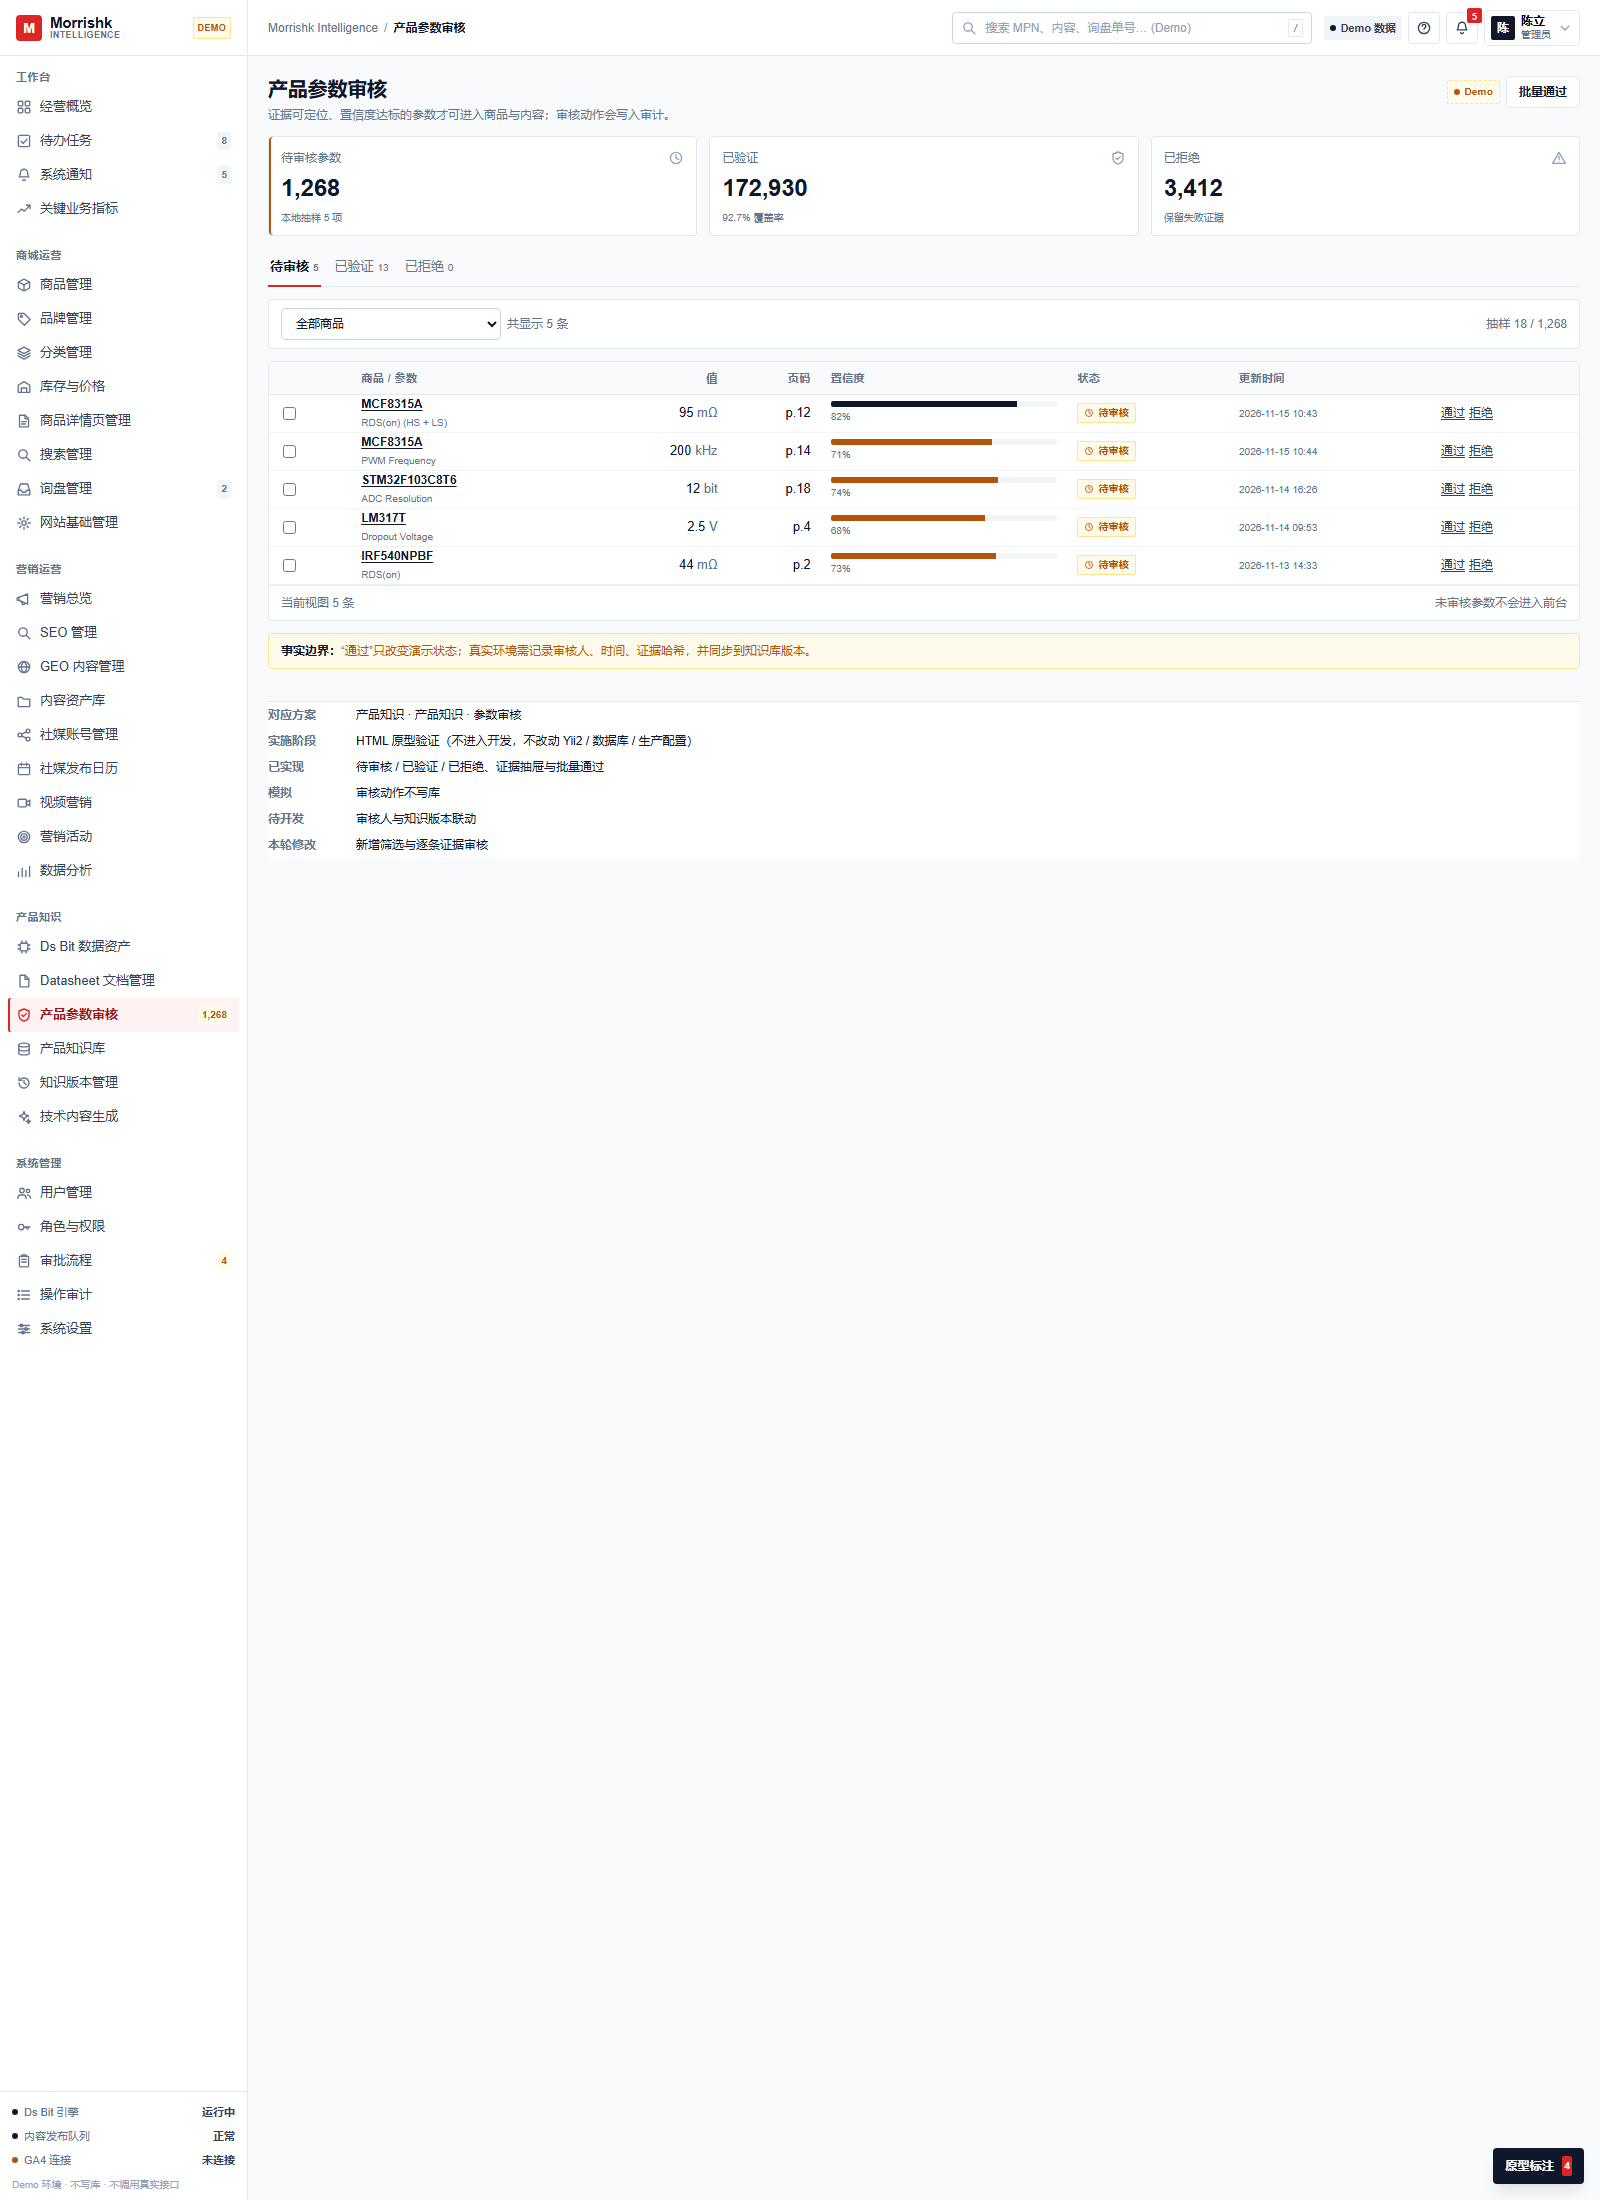 M Morrishk INTELLIGENCE DEMO
工作台
经营概览
待办任务 8
系统通知 5
关键业务指标
商城运营
商品管理
品牌管理
分类管理
库存与价格
商品详情页管理
搜索管理
询盘管理 2
网站基础管理
营销运营
营销总览
SEO 管理
GEO 内容管理
内容资产库
社媒账号管理
社媒发布日历
视频营销
营销活动
数据分析
产品知识
Ds Bit 数据资产
Datasheet 文档管理
产品参数审核 1,268
产品知识库
知识版本管理
技术内容生成
系统管理
用户管理
角色与权限
审批流程 4
操作审计
系统设置
Ds Bit 引擎 运行中
内容发布队列 正常
GA4 连接 未连接
Demo 环境 · 不写库 · 不调用真实接口
Morrishk Intelligence / 产品参数审核
搜索 MPN、内容、询盘单号... (Demo) /
Demo 数据
5
陈 陈立 管理员
产品参数审核
证据可定位、置信度达标的参数才可进入商品与内容；审核动作会写入审计。
Demo 批量通过
待审核参数
1,268
本地抽样 5 项
已验证
172,930
92.7% 覆盖率
已拒绝
3,412
保留失败证据
待审核 5 已验证 13 已拒绝 0
全部商品 共显示 5 条 抽样 18 / 1,268
商品 / 参数 值 页码 置信度 状态 更新时间
MCF8315A RDS(on) (HS + LS) 95 mΩ p.12 82% 待审核 2026-11-15 10:43 通过 拒绝
MCF8315A PWM Frequency 200 kHz p.14 71% 待审核 2026-11-15 10:44 通过 拒绝
STM32F103C8T6 ADC Resolution 12 bit p.18 74% 待审核 2026-11-14 16:26 通过 拒绝
LM317T Dropout Voltage 2.5 V p.4 68% 待审核 2026-11-14 09:53 通过 拒绝
IRF540NPBF RDS(on) 44 mΩ p.2 73% 待审核 2026-11-13 14:33 通过 拒绝
当前视图 5 条 未审核参数不会进入前台
事实边界：“通过”只改变演示状态；真实环境需记录审核人、时间、证据哈希，并同步到知识库版本。
对应方案 产品知识 · 产品知识 · 参数审核
实施阶段 HTML 原型验证（不进入开发，不改动 Yii2 / 数据库 / 生产配置）
已实现 待审核 / 已验证 / 已拒绝、证据抽屉与批量通过
模拟 审核动作不写库
待开发 审核人与知识版本联动
本轮修改 新增筛选与逐条证据审核
原型标注 4